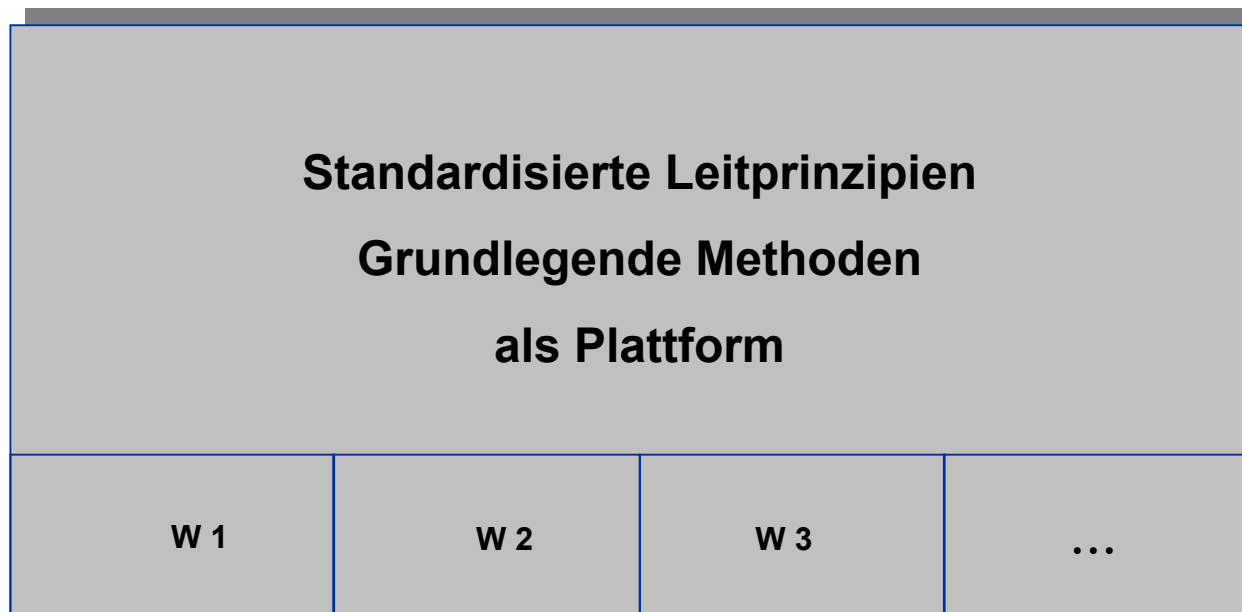 Standardisierte Leitprinzipien
Grundlegende Methoden
als Plattform
W 1 W 2 W 3 ...